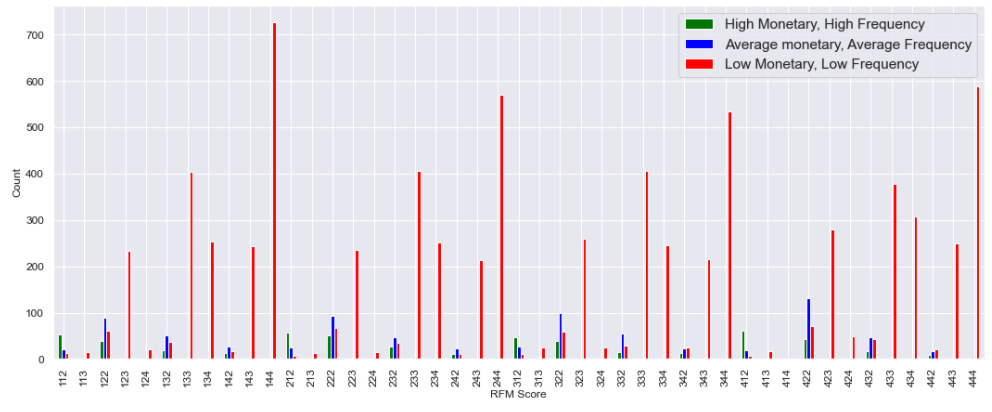 High Monetary, High Frequency
Average monetary, Average Frequency
Low Monetary, Low Frequency
700
600
500
400
300
200
100
0
Count
112 113 122 123 124 132 133 134 142 143 144 212 213 222 223 224 232 233 234 242 243 244 312 313 322 323 324 332 333 334 342 343 344 412 413 414 422 423 424 432 433 434 442 443 444
RFM Score